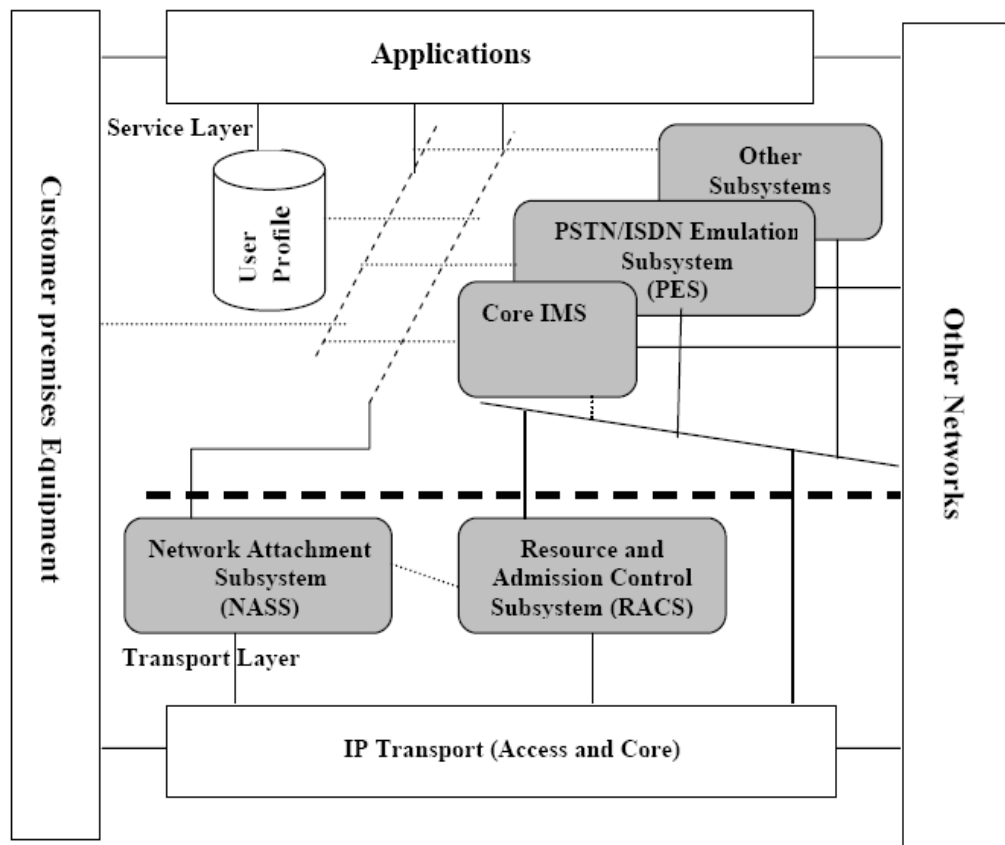 Applications
Service Layer
Customer premises Equipment
User
Profile
Other
Subsystems
PSTN/ISDN Emulation
Subsystem
(PES)
Core IMS
Other Networks
Network Attachment
Subsystem
(NASS)
Resource and
Admission Control
Subsystem (RACS)
Transport Layer
IP Transport (Access and Core)